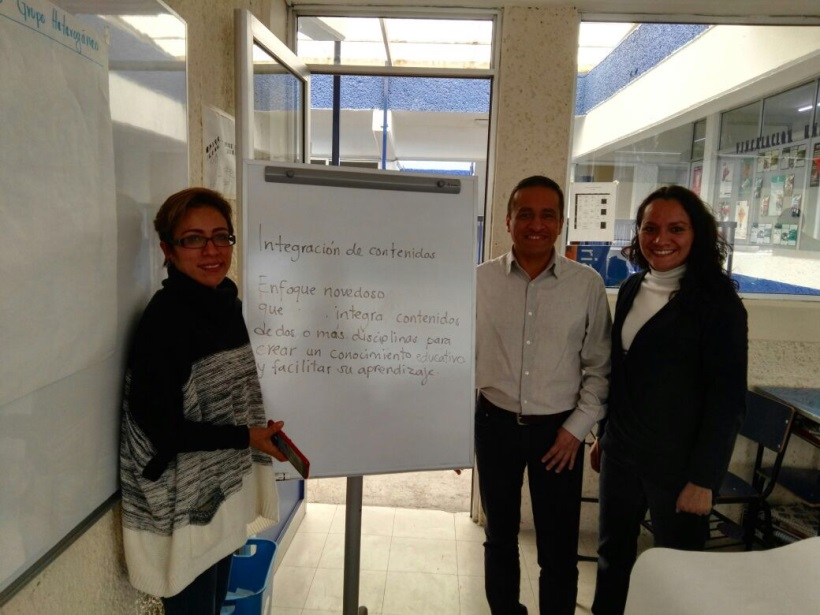 Grupo Heterogéneo
Integración de contenidos
Enfoque novedoso
que integra contenidos
de dos o más disciplinas para
crear un conocimiento educativo
y facilitar su aprendizaje